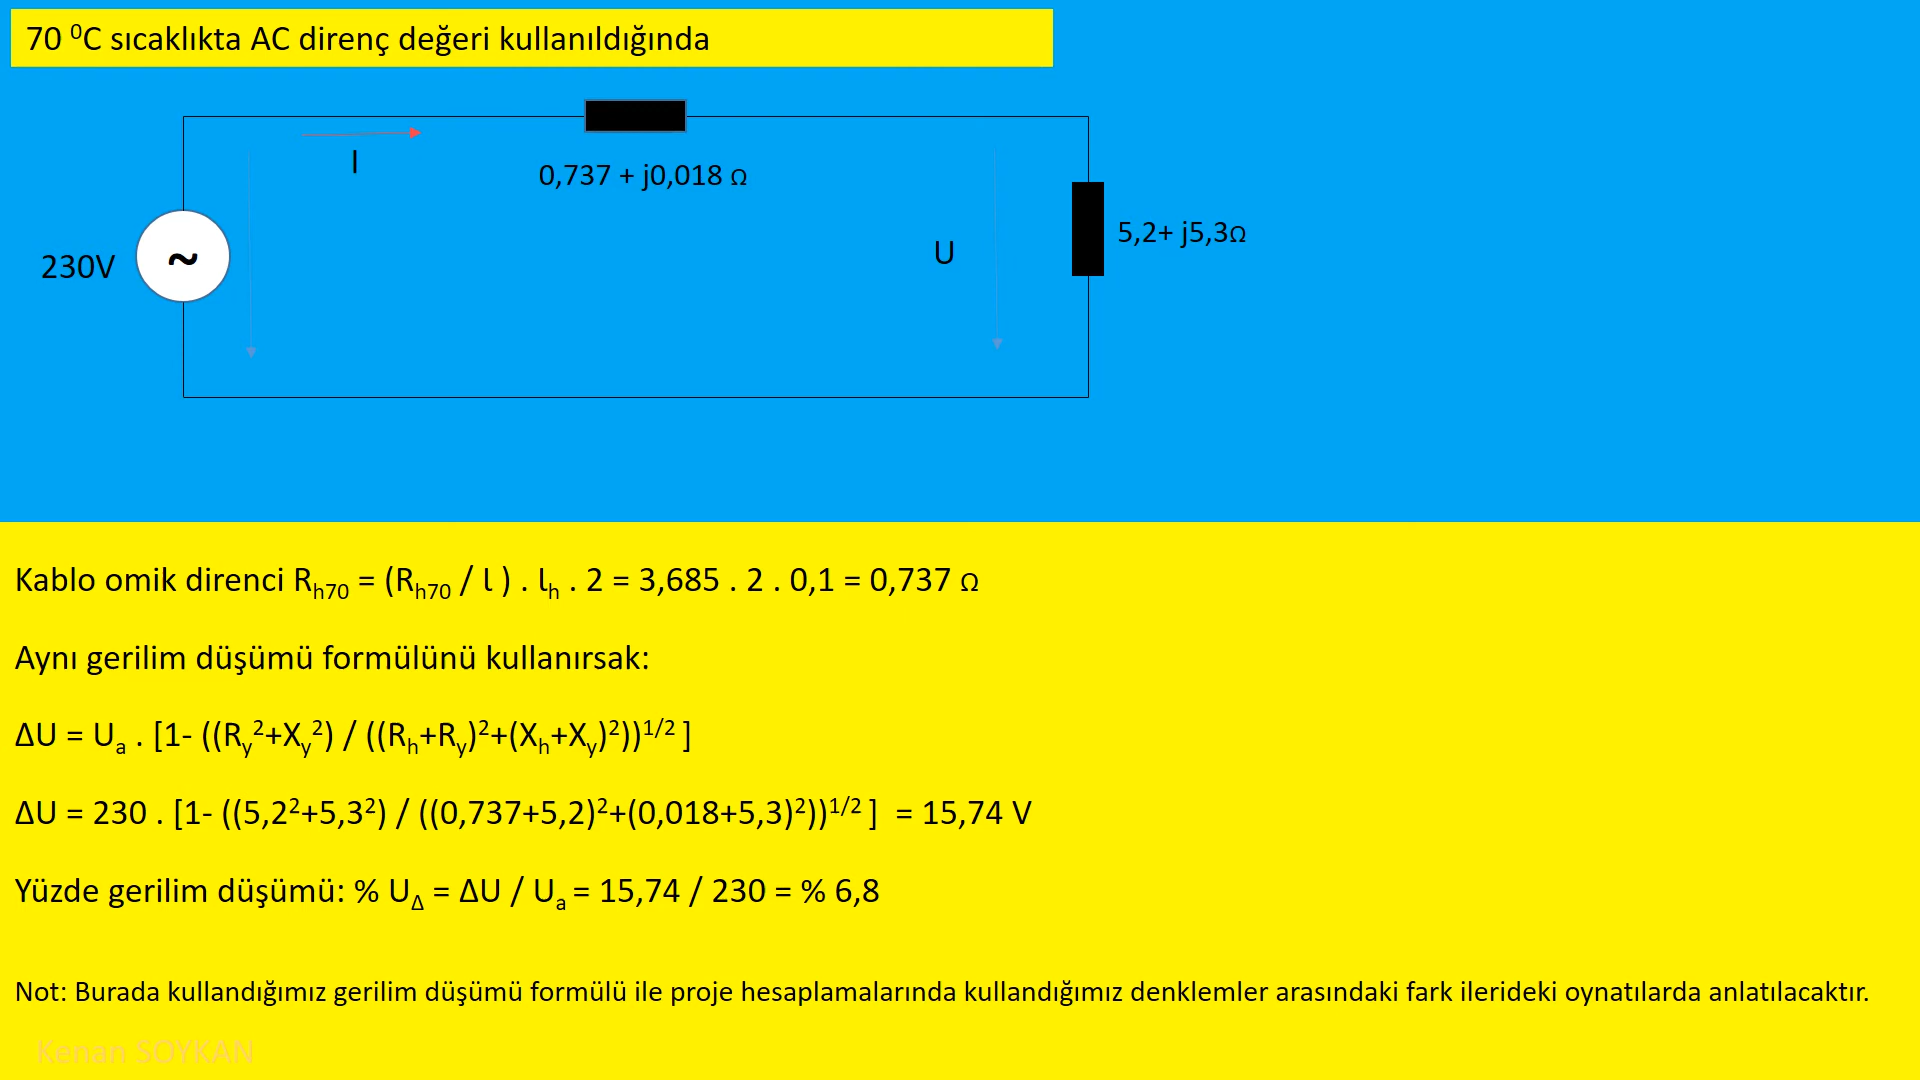 70 ⁰C sıcaklıkta AC direnç değeri kullanıldığında
I
0,737 + j0,018 Ω
5,2+ j5,3Ω
U
230V
~
Kablo omik direnci Rh70 = (Rh70 / l ) . lh . 2 = 3,685 . 2 . 0,1 = 0,737 Ω
Aynı gerilim düşümü formülünü kullanırsak:
ΔU = Ua . [1- ((Ry²+Xy²) / ((Rh+Ry)²+(Xh+Xy)²))^1/2 ]
ΔU = 230 . [1- ((5,2²+5,3²) / ((0,737+5,2)²+(0,018+5,3)²))^1/2 ] = 15,74 V
Yüzde gerilim düşümü: % UΔ = ΔU / Ua = 15,74 / 230 = % 6,8
Not: Burada kullandığımız gerilim düşümü formülü ile proje hesaplamalarında kullandığımız denklemler arasındaki fark ilerideki oynatılarda anlatılacaktır.
Kenan SOYKAN